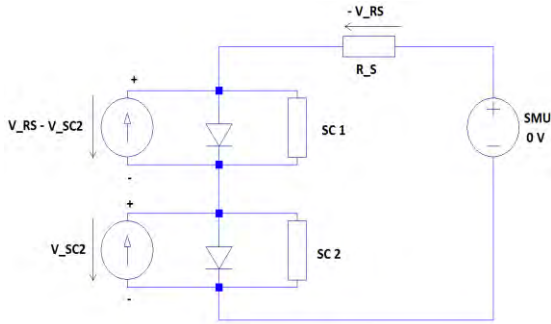 - V_RS
R_S
+
V_RS - V_SC2
SC 1
-
+
SMU
0 V
+
V_SC2
SC 2
-